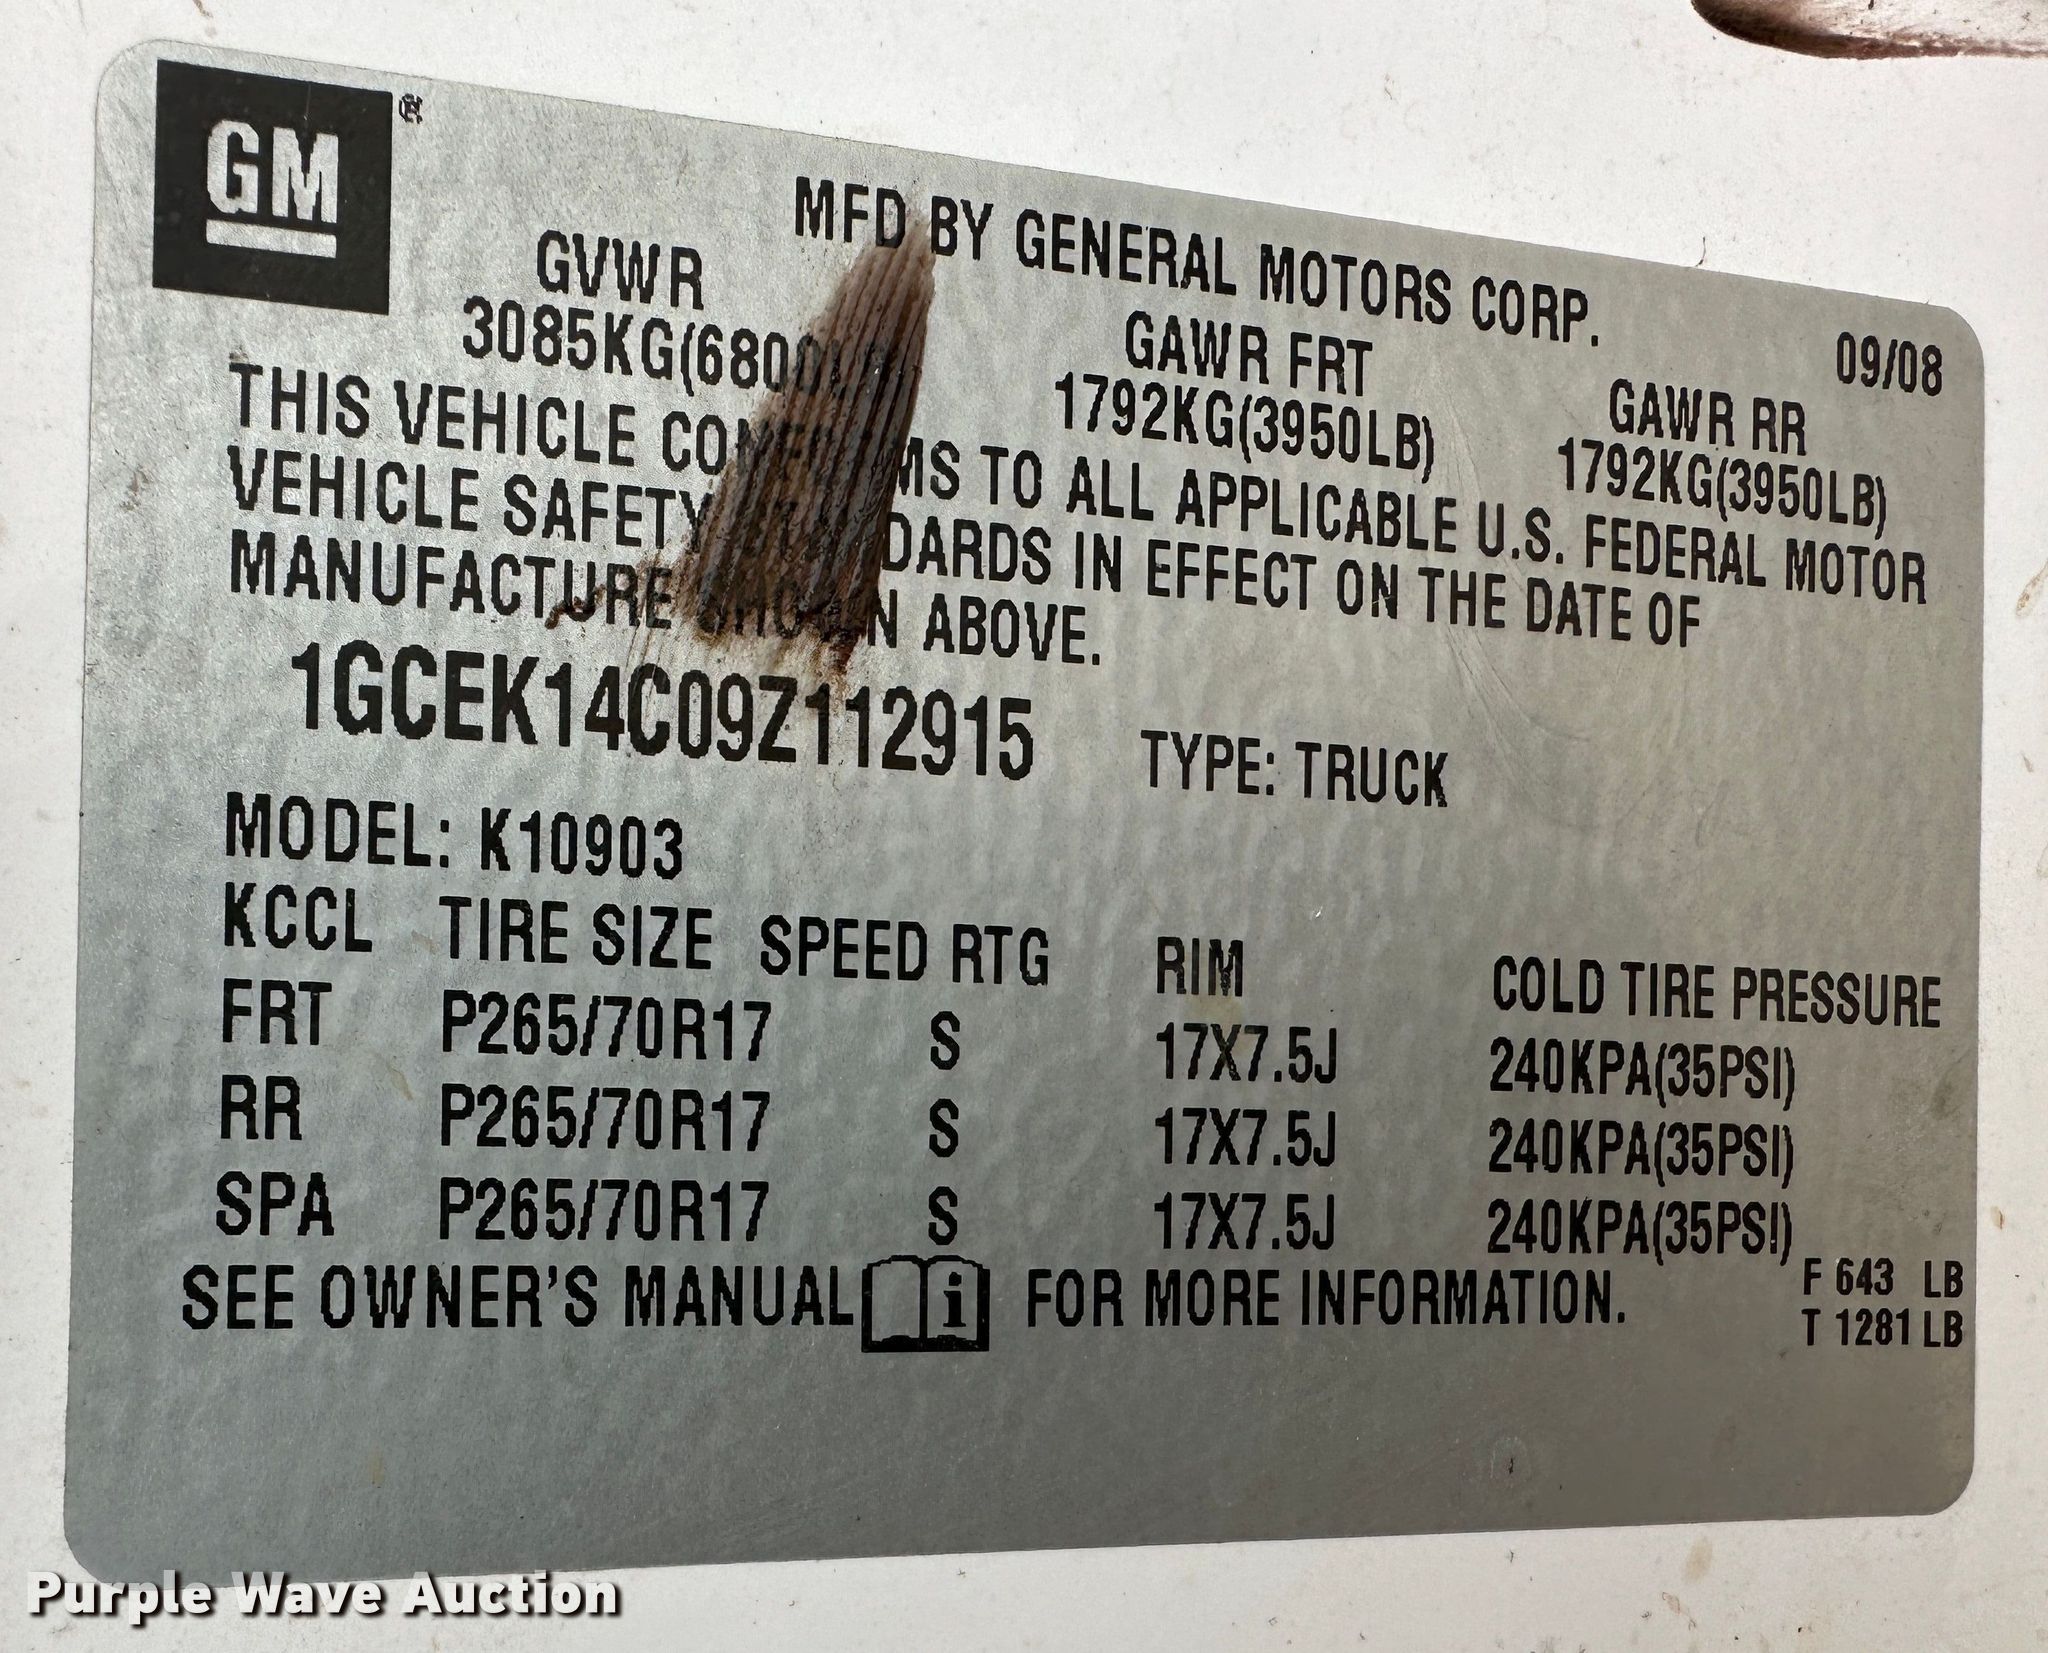 GM®
MFD BY GENERAL MOTORS CORP.
09/08
GVWR
GAWR FRT
GAWR RR
3085KG(6800LB)
1792KG(3950LB)
1792KG(3950LB)
THIS VEHICLE CONFORMS TO ALL APPLICABLE U.S. FEDERAL MOTOR
VEHICLE SAFETY STANDARDS IN EFFECT ON THE DATE OF
MANUFACTURE SHOWN ABOVE.
1GCEK14C09Z112915
TYPE: TRUCK
MODEL: K10903
KCCL TIRE SIZE SPEED RTG RIM COLD TIRE PRESSURE
FRT P265/70R17 S 17X7.5J 240KPA(35PSI)
RR P265/70R17 S 17X7.5J 240KPA(35PSI)
SPA P265/70R17 S 17X7.5J 240KPA(35PSI)
SEE OWNER'S MANUAL i FOR MORE INFORMATION.
F 643 LB
T 1281 LB
Purple Wave Auction